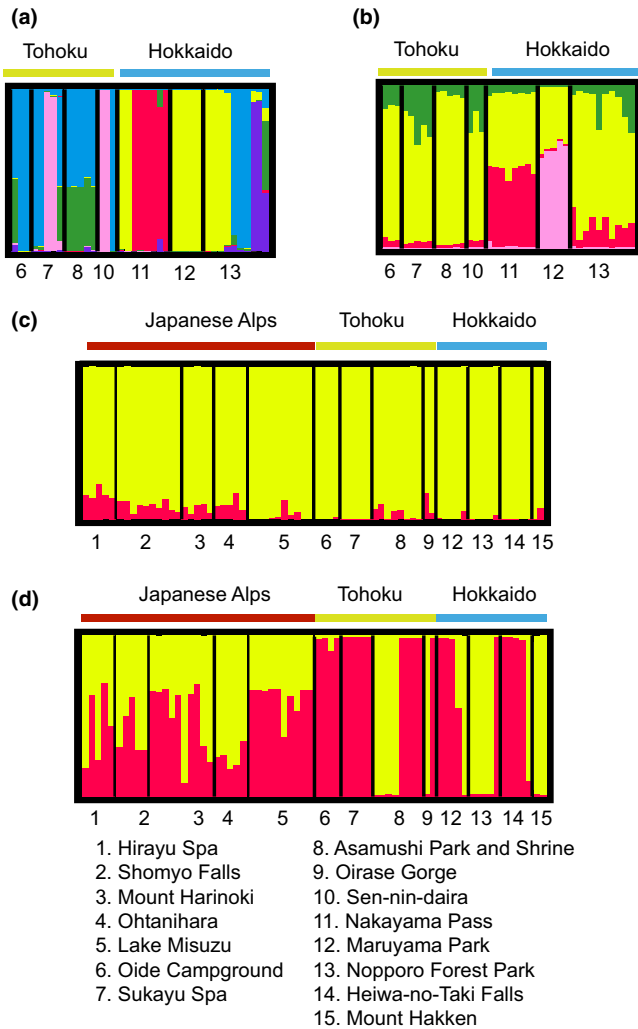 (a)
Tohoku Hokkaido
6 7 8 10 11 12 13
(b)
Tohoku Hokkaido
6 7 8 10 11 12 13
(c)
Japanese Alps Tohoku Hokkaido
1 2 3 4 5 6 7 8 9 12 13 14 15
(d)
Japanese Alps Tohoku Hokkaido
1 2 3 4 5 6 7 8 9 12 13 14 15
1. Hirayu Spa
2. Shomyo Falls
3. Mount Harinoki
4. Ohtanihara
5. Lake Misuzu
6. Oide Campground
7. Sukayu Spa
8. Asamushi Park and Shrine
9. Oirase Gorge
10. Sen-nin-daira
11. Nakayama Pass
12. Maruyama Park
13. Nopporo Forest Park
14. Heiwa-no-Taki Falls
15. Mount Hakken